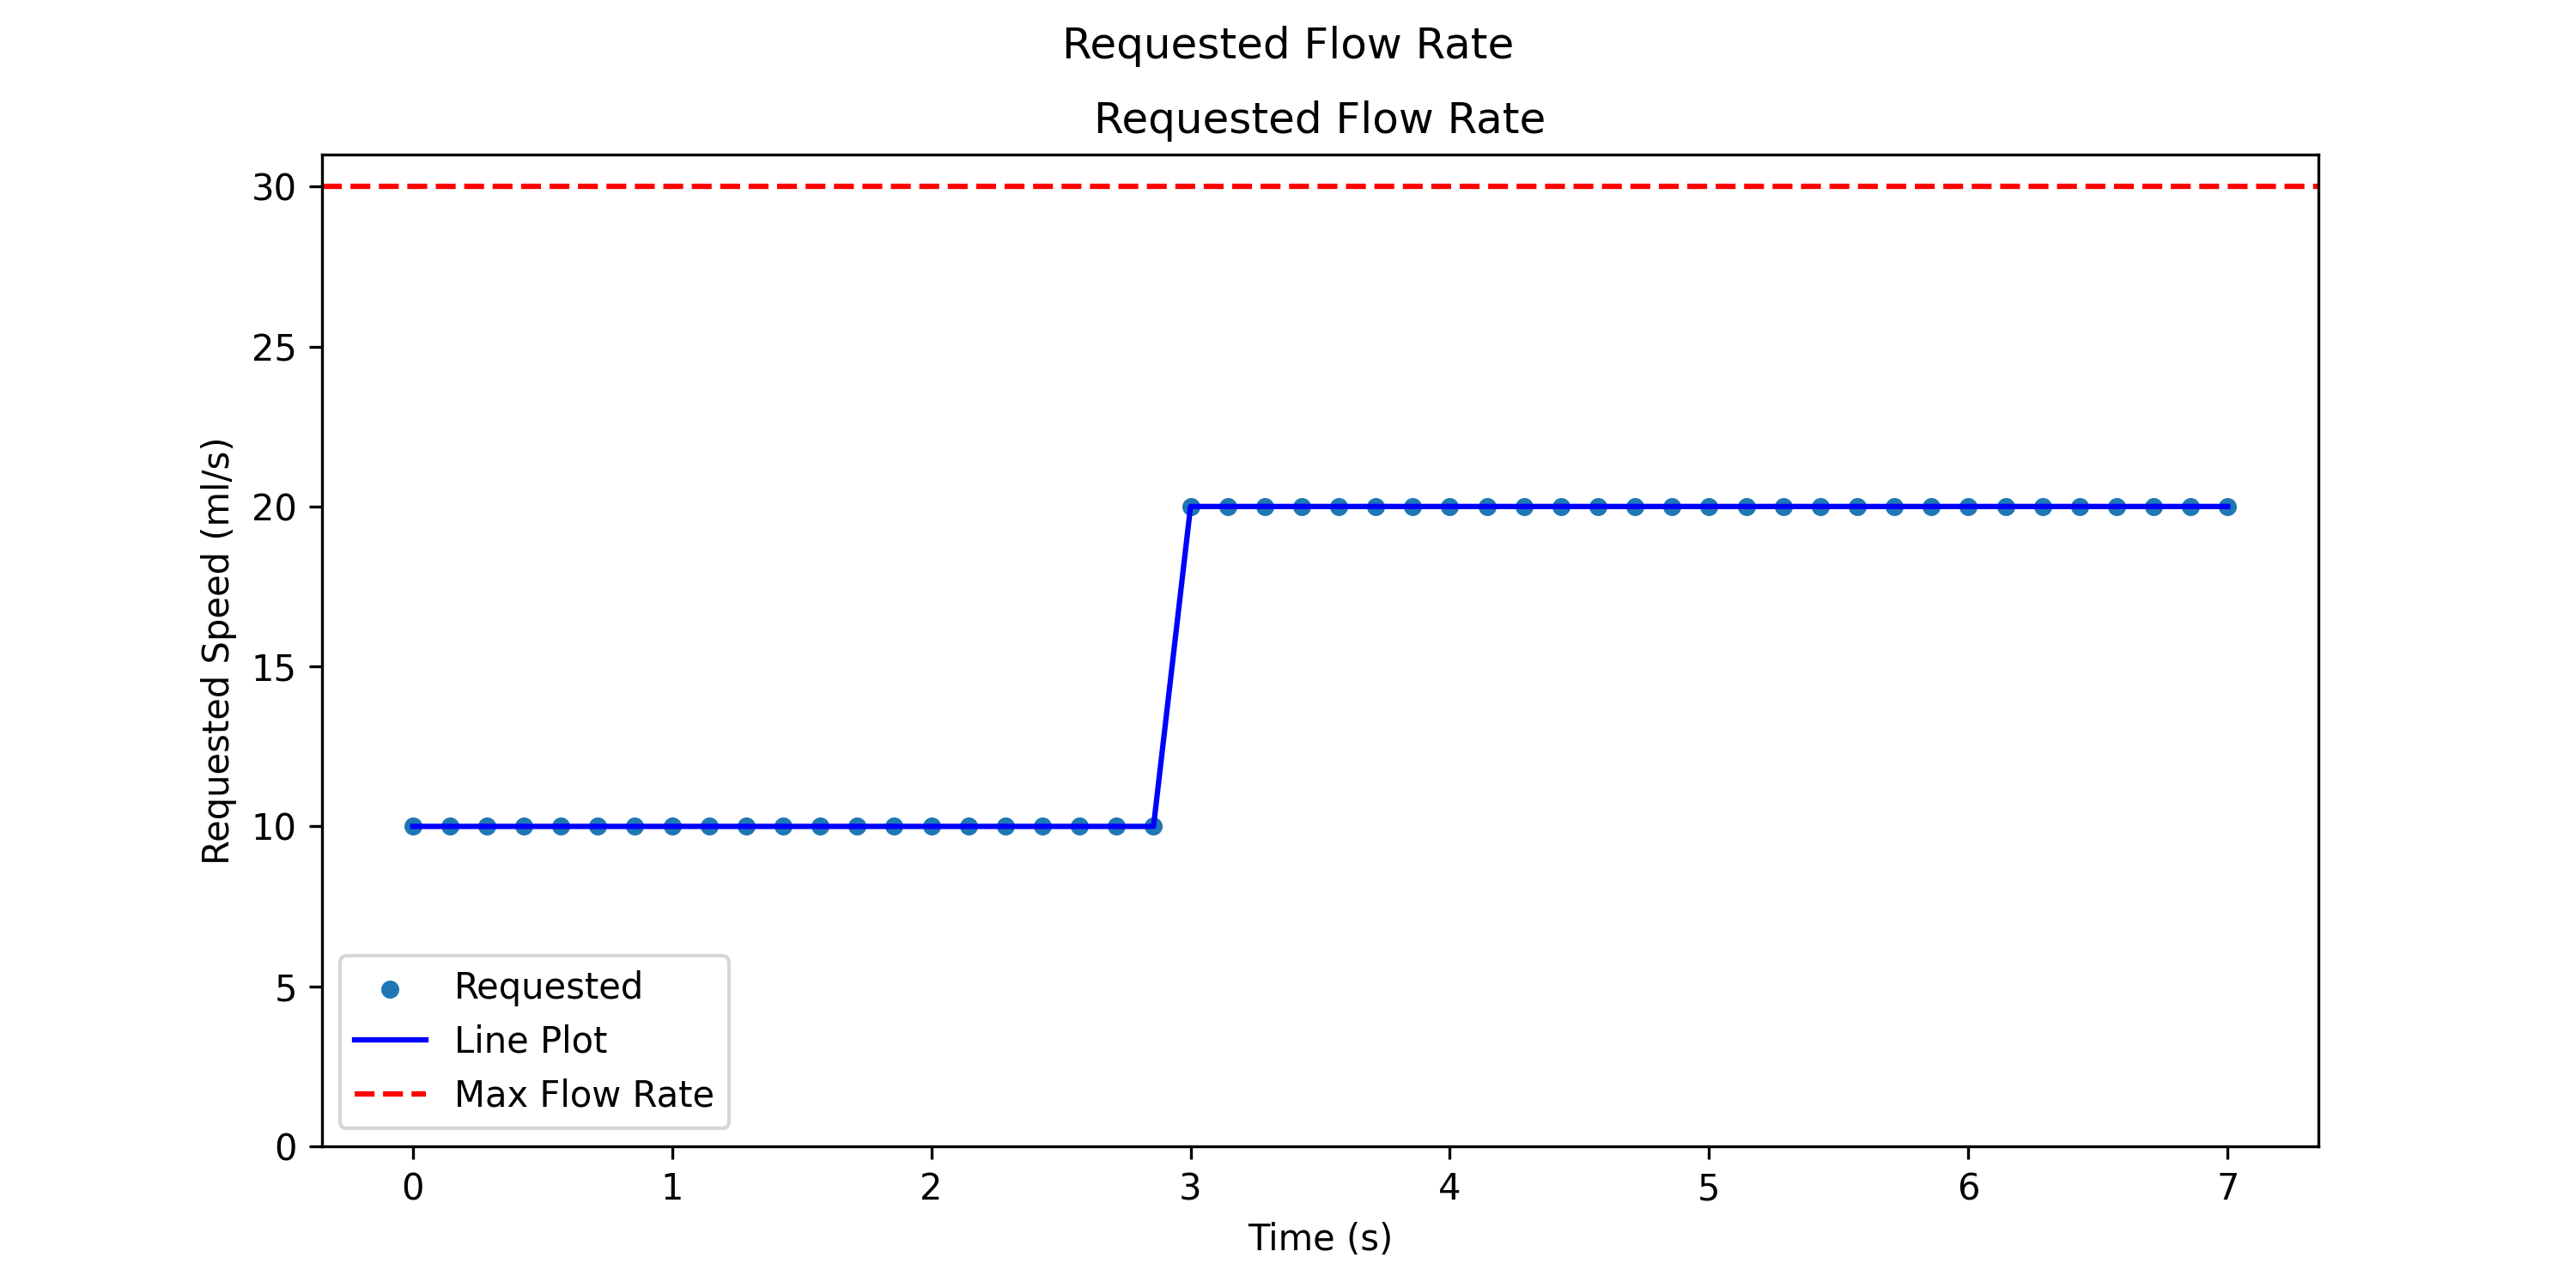 Requested Flow Rate
Requested Flow Rate
30
25
20
15
10
5
0
Requested Speed (ml/s)
Requested
Line Plot
Max Flow Rate
0 1 2 3 4 5 6 7
Time (s)